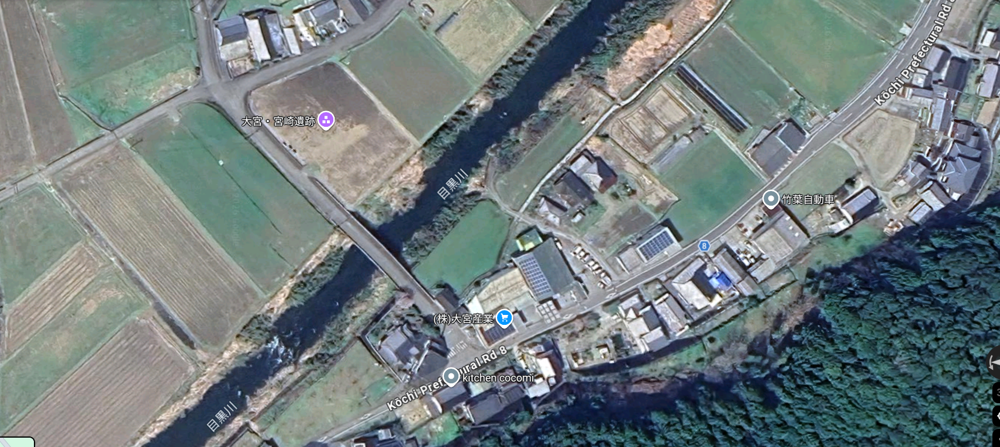 Kōchi Prefectural Rd 8
大宮・宮崎遺跡
目黒川
竹葉自動車
8
(株)大宮産業
Kōchi Prefectural Rd 8
kitchen cocomi
目黒川